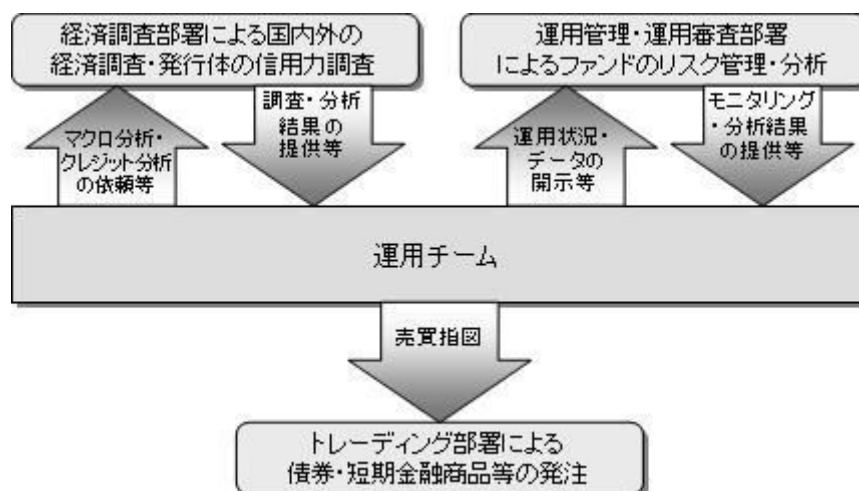 経済調査部署による国内外の
経済調査・発行体の信用力調査
運用管理・運用審査部署
によるファンドのリスク管理・分析
マクロ分析・
クレジット分析
の依頼等
調査・分析
結果の
提供等
運用状況・
データの
開示等
モニタリング
・分析結果
の提供等
運用チーム
売買指図
トレーディング部署による
債券・短期金融商品等の発注